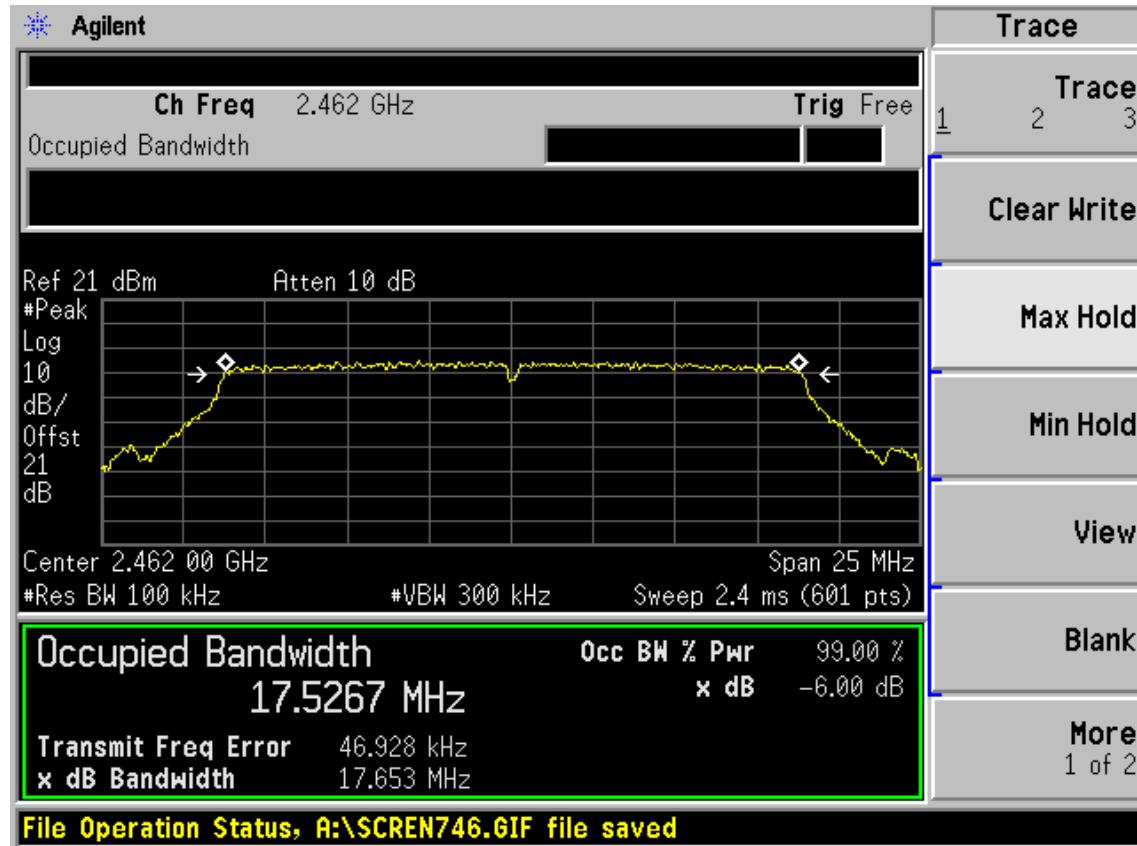 Agilent
Trace
Ch Freq 2.462 GHz Trig Free
Occupied Bandwidth
Trace
1 2 3
Clear Write
Max Hold
Min Hold
View
Blank
More
1 of 2
Ref 21 dBm Atten 10 dB
#Peak
Log
10
dB/
Offst
21
dB
Center 2.462 00 GHz Span 25 MHz
#Res BW 100 kHz #VBW 300 kHz Sweep 2.4 ms (601 pts)
Occupied Bandwidth Occ BW % Pwr 99.00 %
17.5267 MHz x dB -6.00 dB
Transmit Freq Error 46.928 kHz
x dB Bandwidth 17.653 MHz
File Operation Status, A:\SCREN746.GIF file saved